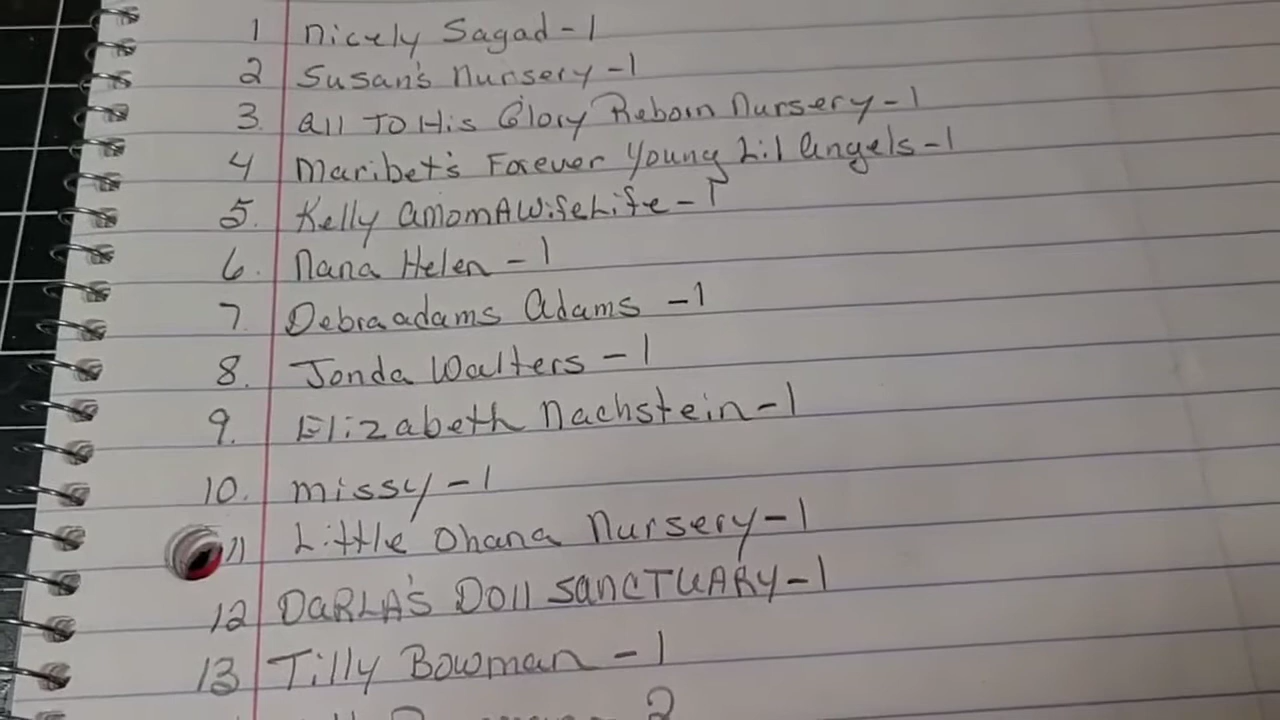 1 Nicely Sagad-1
2 Susan's Nursery-1
3. All To His Glory Reborn Nursery-1
4 Maribet's Forever Young Lil Angels-1
5. Kelly AMomAWifeLife-1
6. Nana Helen-1
7. Debraadams Adams-1
8. Jonda Walters-1
9. Elizabeth Nachstein-1
10. Missy-1
11 Little Ohana Nursery-1
12 DaRLA'S Doll SanCTUARY-1
13 Tilly Bowman-1
2